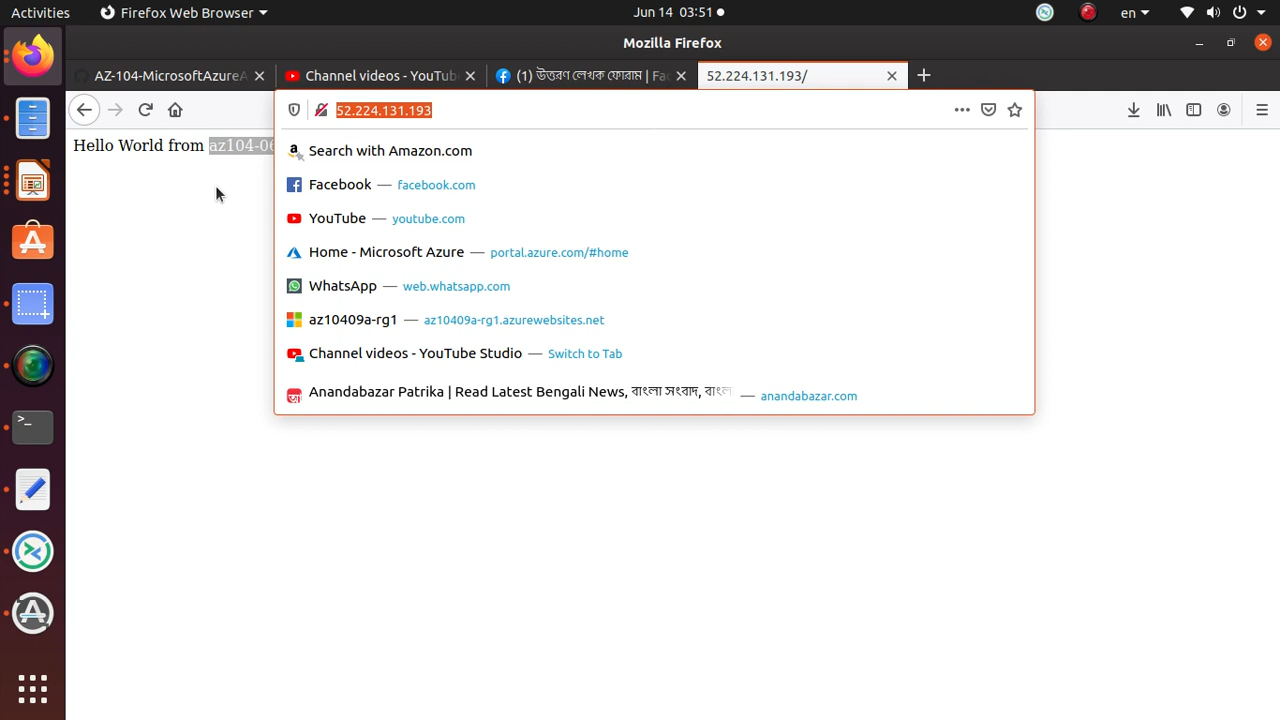 Activities Firefox Web Browser Jun 14 03:51 en
Mozilla Firefox
AZ-104-MicrosoftAzureA Channel videos - YouTub (1) উত্তরণ লেখক ফোরাম | Fac 52.224.131.193/
52.224.131.193
Hello World from az104-06
Search with Amazon.com
Facebook — facebook.com
YouTube — youtube.com
Home - Microsoft Azure — portal.azure.com/#home
WhatsApp — web.whatsapp.com
az10409a-rg1 — az10409a-rg1.azurewebsites.net
Channel videos - YouTube Studio — Switch to Tab
Anandabazar Patrika | Read Latest Bengali News, বাংলা সংবাদ, বাংল — anandabazar.com